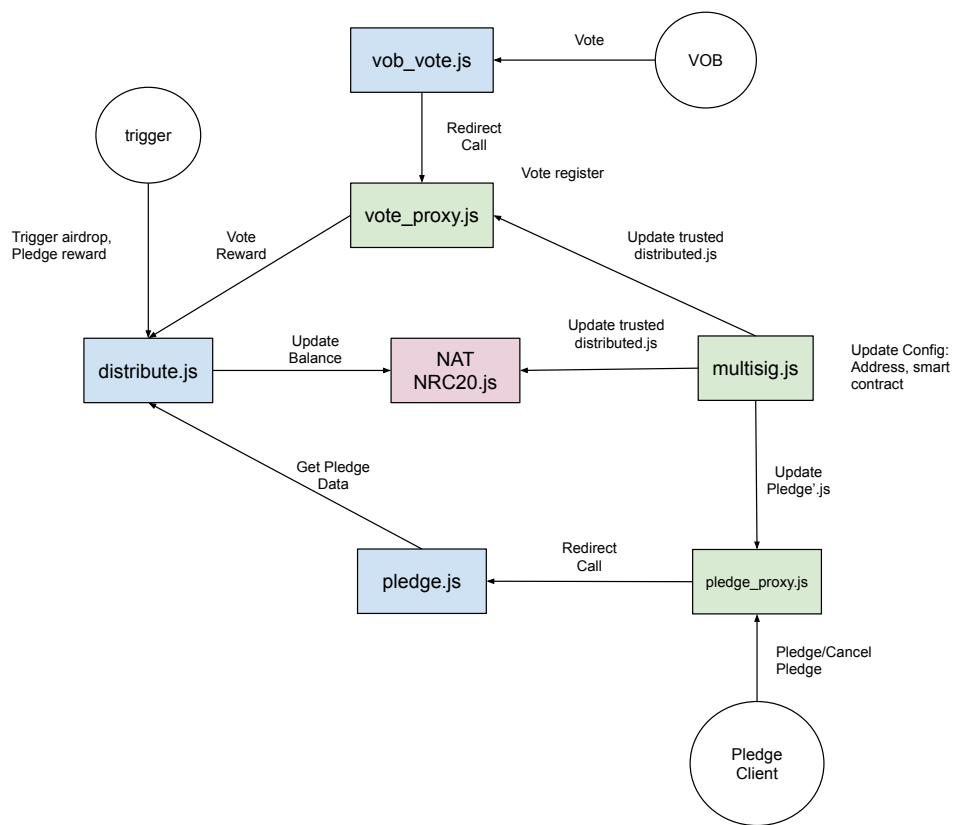 Vote
VOB
vob_vote.js
trigger
Redirect
Call
Vote register
vote_proxy.js
Trigger airdrop,
Pledge reward
Vote
Reward
Update trusted
distributed.js
Update
Balance
Update trusted
distributed.js
distribute.js
NAT
NRC20.js
multisig.js
Update Config:
Address, smart
contract
Get Pledge
Data
Update
Pledge'.js
Redirect
Call
pledge.js
pledge_proxy.js
Pledge/Cancel
Pledge
Pledge
Client